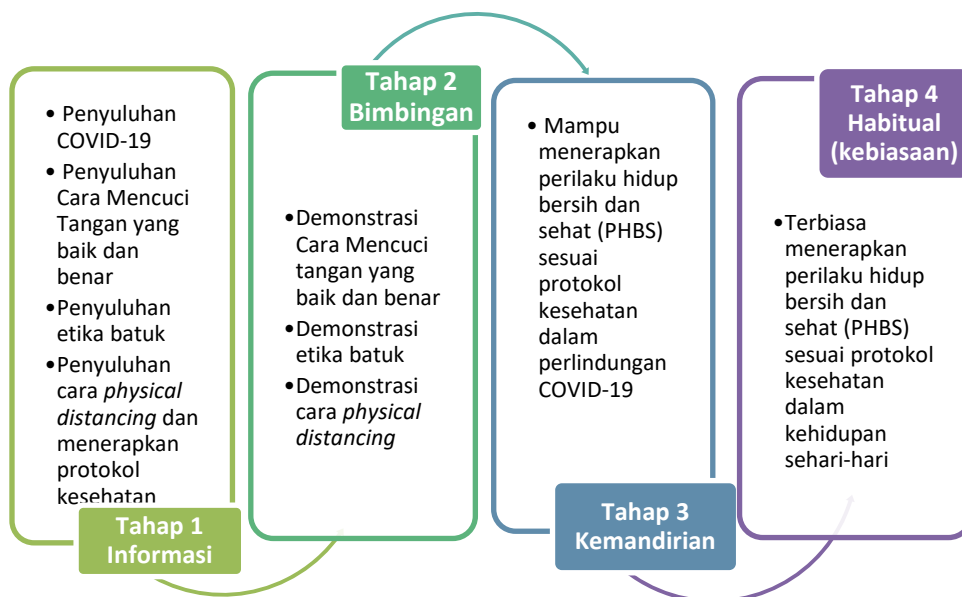 • Penyuluhan
COVID-19
• Penyuluhan
Cara Mencuci
Tangan yang
baik dan
benar
•Penyuluhan
etika batuk
•Penyuluhan
cara physical
distancing dan
menerapkan
protokol
kesehatan
Tahap 1
Informasi
Tahap 2
Bimbingan
•Demonstrasi
Cara Mencuci
tangan yang
baik dan benar
•Demonstrasi
etika batuk
•Demonstrasi
cara physical
distancing
• Mampu
menerapkan
perilaku hidup
bersih dan
sehat (PHBS)
sesuai
protokol
kesehatan
dalam
perlindungan
COVID-19
Tahap 3
Kemandirian
Tahap 4
Habitual
(kebiasaan)
•Terbiasa
menerapkan
perilaku hidup
bersih dan
sehat (PHBS)
sesuai protokol
kesehatan
dalam
kehidupan
sehari-hari